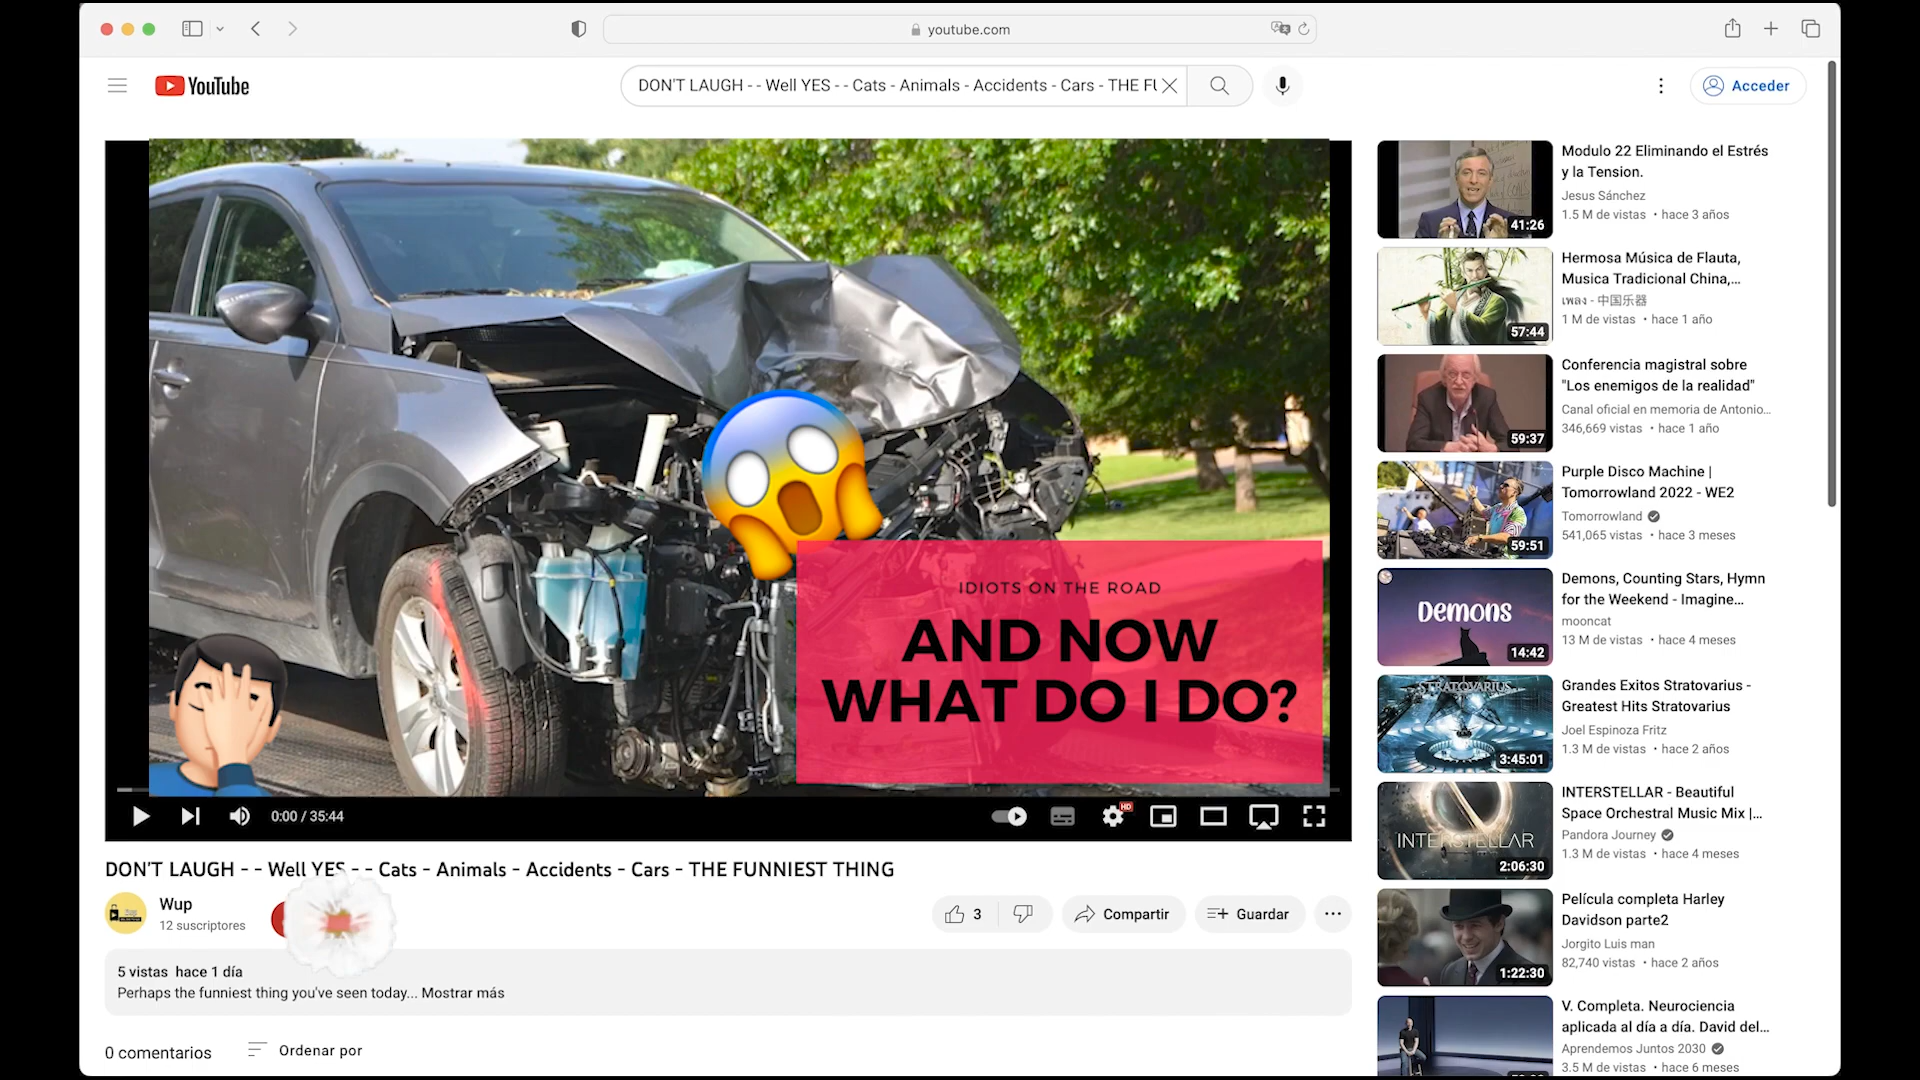 youtube.com
YouTube
DON'T LAUGH - - Well YES - - Cats - Animals - Accidents - Cars - THE
Acceder
IDIOTS ON THE ROAD
AND NOW
WHAT DO I DO?
0:00 / 35:44
HD
DON'T LAUGH - - Well YES - - Cats - Animals - Accidents - Cars - THE FUNNIEST THING
Wup
12 suscriptores
3
Compartir
Guardar
5 vistas hace 1 día
Perhaps the funniest thing you've seen today... Mostrar más
0 comentarios
Ordenar por
41:26
Modulo 22 Eliminando el Estrés
y la Tension.
Jesus Sánchez
1.5 M de vistas • hace 3 años
57:44
Hermosa Música de Flauta,
Musica Tradicional China,...
เพลง - 中国乐器
1 M de vistas • hace 1 año
59:37
Conferencia magistral sobre
"Los enemigos de la realidad"
Canal oficial en memoria de Antonio...
346,669 vistas • hace 1 año
59:51
Purple Disco Machine |
Tomorrowland 2022 - WE2
Tomorrowland
541,065 vistas • hace 3 meses
Demons
14:42
Demons, Counting Stars, Hymn
for the Weekend - Imagine...
mooncat
13 M de vistas • hace 4 meses
STRATOVARIUS
3:45:01
Grandes Exitos Stratovarius -
Greatest Hits Stratovarius
Joel Espinoza Fritz
1.3 M de vistas • hace 2 años
INTERSTELLAR
2:06:30
INTERSTELLAR - Beautiful
Space Orchestral Music Mix |...
Pandora Journey
1.3 M de vistas • hace 4 meses
1:22:30
Película completa Harley
Davidson parte2
Jorgito Luis man
82,740 vistas • hace 2 años
V. Completa. Neurociencia
aplicada al día a día. David del...
Aprendemos Juntos 2030
3.5 M de vistas • hace 6 meses